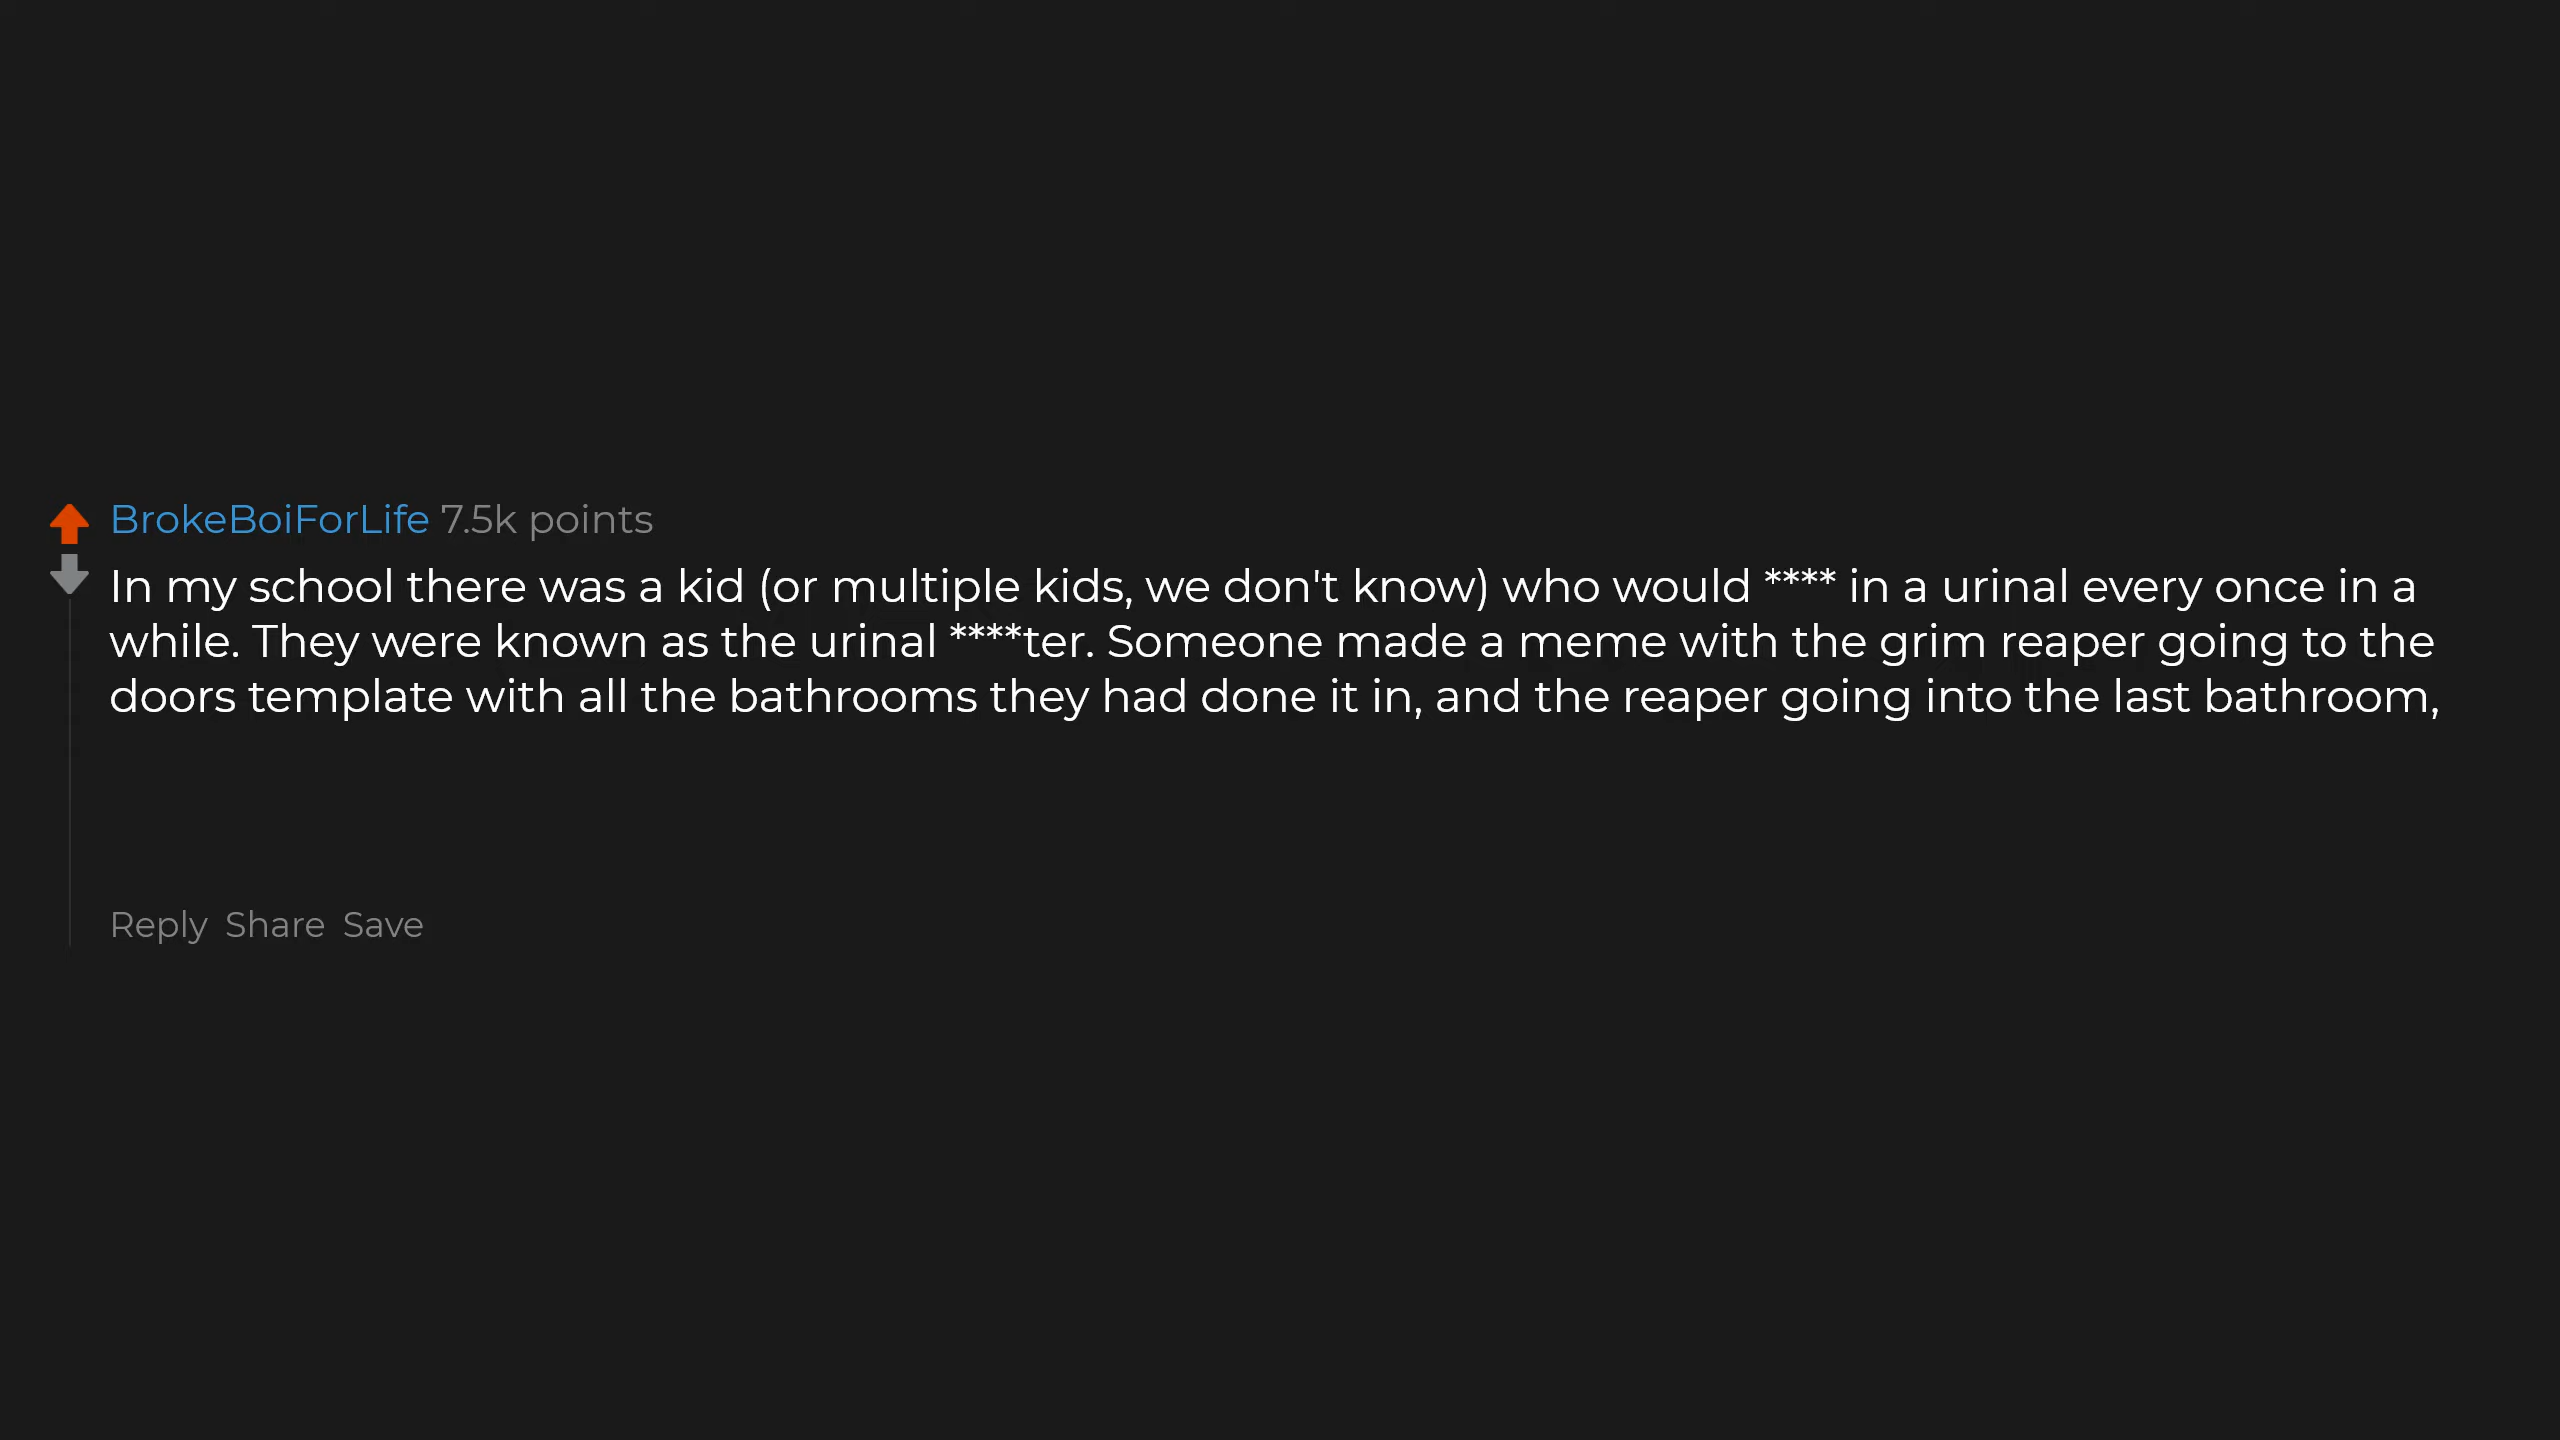 BrokeBoiForLife 7.5k points
In my school there was a kid (or multiple kids, we don't know) who would **** in a urinal every once in a
while. They were known as the urinal ****ter. Someone made a meme with the grim reaper going to the
doors template with all the bathrooms they had done it in, and the reaper going into the last bathroom,
Reply Share Save